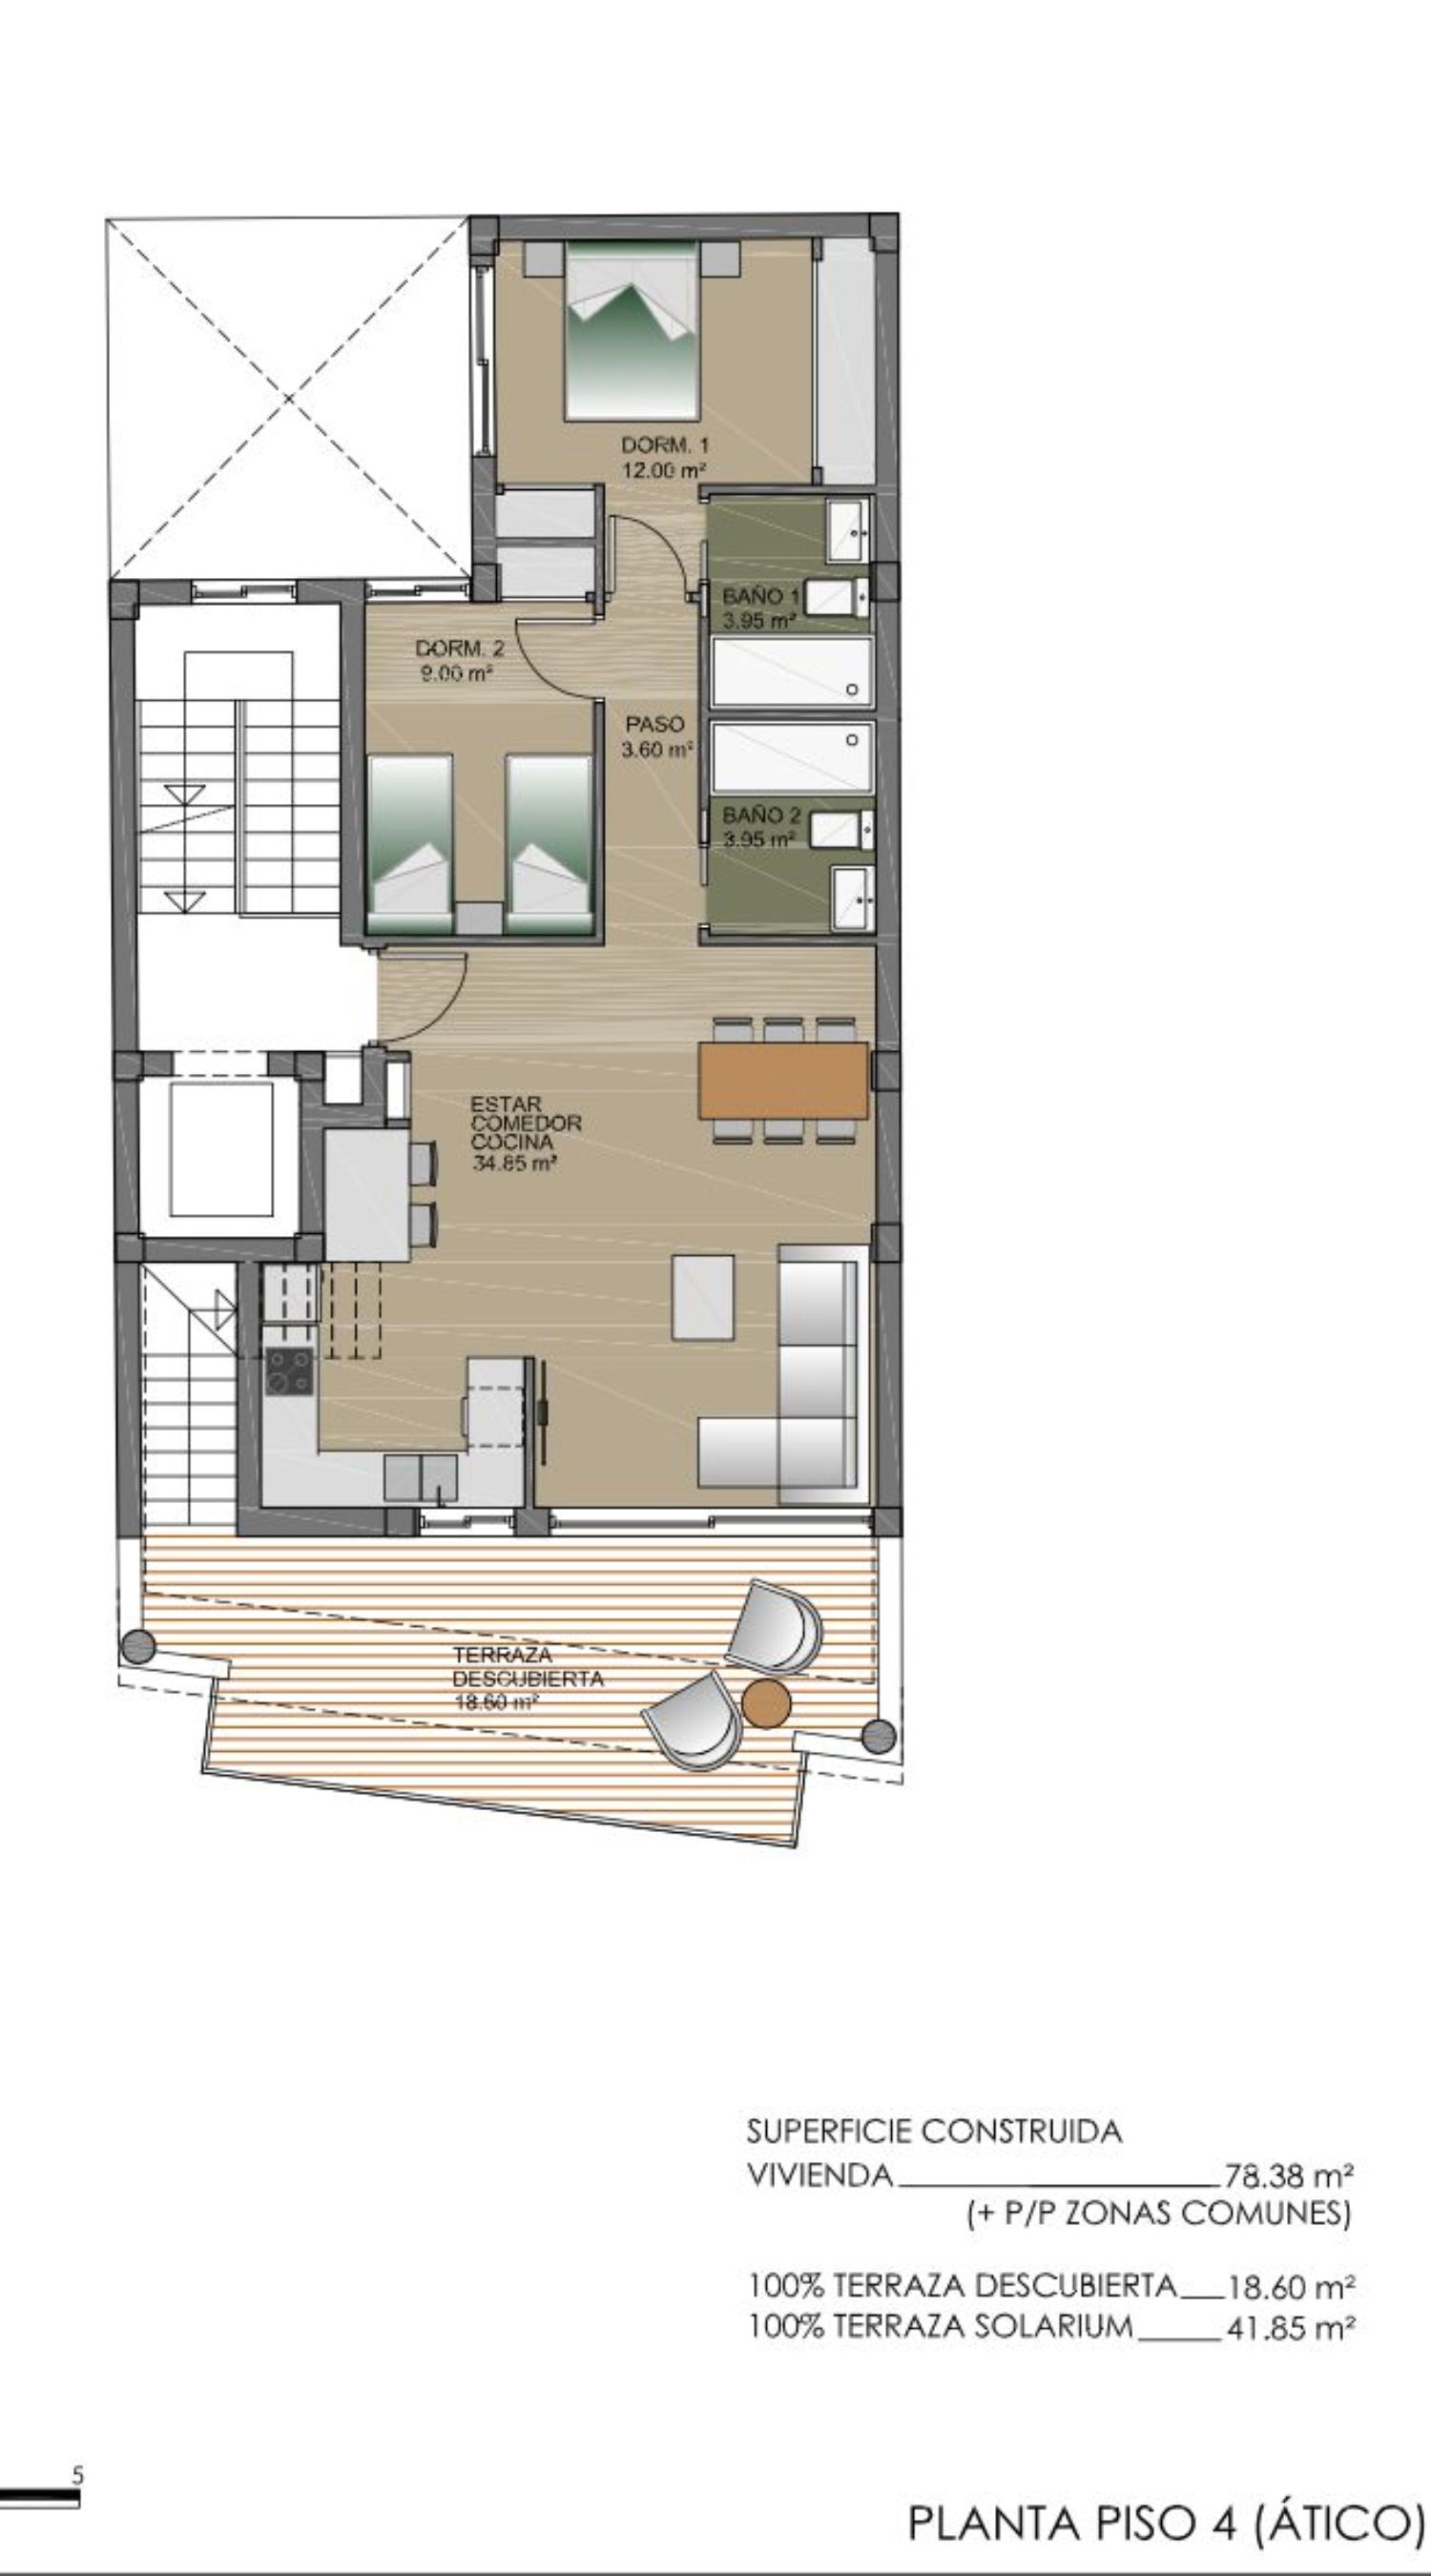 DORM. 1
12.00 m²
BAÑO 1
3.95 m²
DORM. 2
9.00 m²
PASO
3.60 m²
BAÑO 2
3.95 m²
ESTAR
COMEDOR
COCINA
34.85 m²
TERRAZA
DESCUBIERTA
18.60 m²
SUPERFICIE CONSTRUIDA
VIVIENDA 78.38 m²
(+ P/P ZONAS COMUNES)
100% TERRAZA DESCUBIERTA 18.60 m²
100% TERRAZA SOLARIUM 41.85 m²
5
PLANTA PISO 4 (ÁTICO)